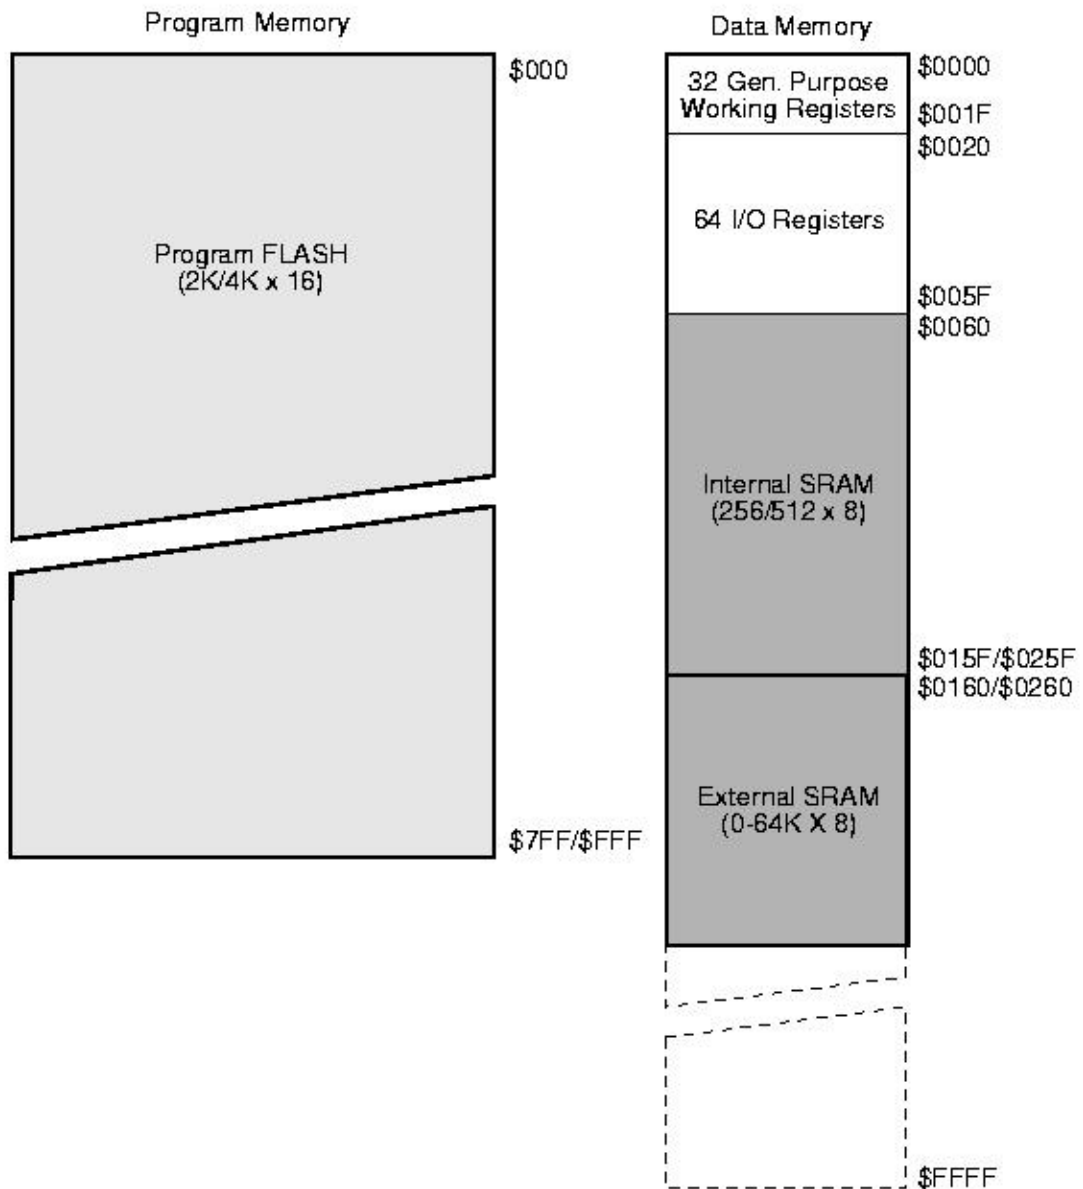 Program Memory
$000
Program FLASH
(2K/4K x 16)
$7FF/$FFF
Data Memory
32 Gen. Purpose
Working Registers
$0000
$001F
$0020
64 I/O Registers
$005F
$0060
Internal SRAM
(256/512 x 8)
$015F/$025F
$0160/$0260
External SRAM
(0-64K X 8)
$FFFF